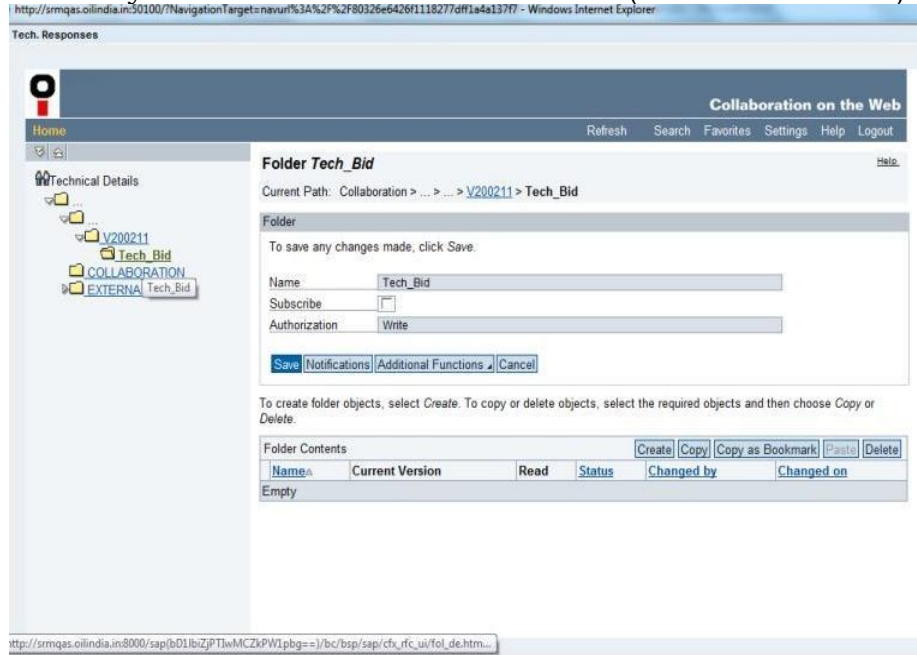 http://srmqas.oilindia.in:50100/?NavigationTarget=navurl%3A%2F%2F80326e6426f1118277dff1a4a137f7 - Windows Internet Explorer
Tech. Responses
Collaboration on the Web
Home Refresh Search Favorites Settings Help Logout
Folder Tech_Bid Help
Technical Details
Current Path: Collaboration > ... > ... > V200211 > Tech_Bid
...
...
V200211
Tech_Bid
COLLABORATION
EXTERNA
Tech_Bid
Folder
To save any changes made, click Save.
Name Tech_Bid
Subscribe
Authorization Write
Save Notifications Additional Functions Cancel
To create folder objects, select Create. To copy or delete objects, select the required objects and then choose Copy or
Delete.
Folder Contents Create Copy Copy as Bookmark Paste Delete
Name Current Version Read Status Changed by Changed on
Empty
http://srmqas.oilindia.in:8000/sap(bD1lbiZjPTIwMCZkPW1pbg==)/bc/bsp/sap/cfx_rfc_ui/fol_de.htm...